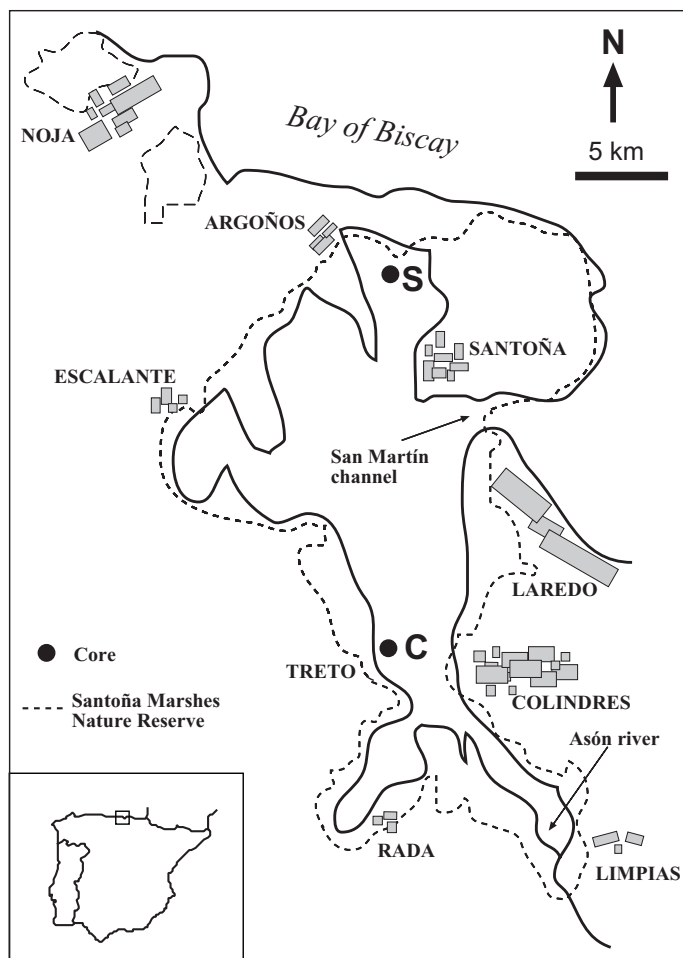 N
NOJA
Bay of Biscay
5 km
ARGOÑOS
S
SANTOÑA
ESCALANTE
San Martín
channel
LAREDO
C
Core
TRETO
Santoña Marshes
Nature Reserve
COLINDRES
Asón river
RADA
LIMPIAS